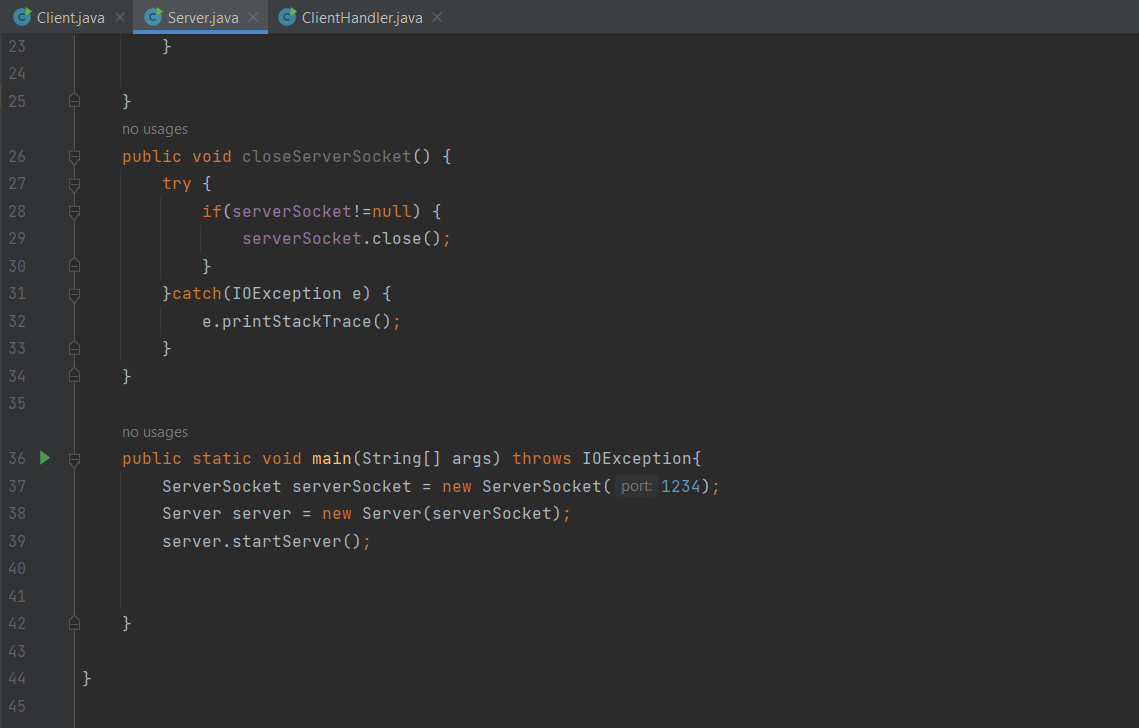 Client.java Server.java ClientHandler.java
23 }
24
25 }
no usages
26 public void closeServerSocket() {
27 try {
28 if(serverSocket!=null) {
29 serverSocket.close();
30 }
31 }catch(IOException e) {
32 e.printStackTrace();
33 }
34 }
35
no usages
36 public static void main(String[] args) throws IOException{
37 ServerSocket serverSocket = new ServerSocket( port: 1234);
38 Server server = new Server(serverSocket);
39 server.startServer();
40
41
42 }
43
44 }
45